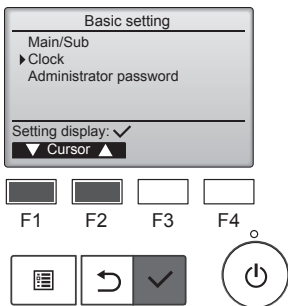 Basic setting
Main/Sub
Clock
Administrator password
Setting display:
Cursor
F1 F2 F3 F4